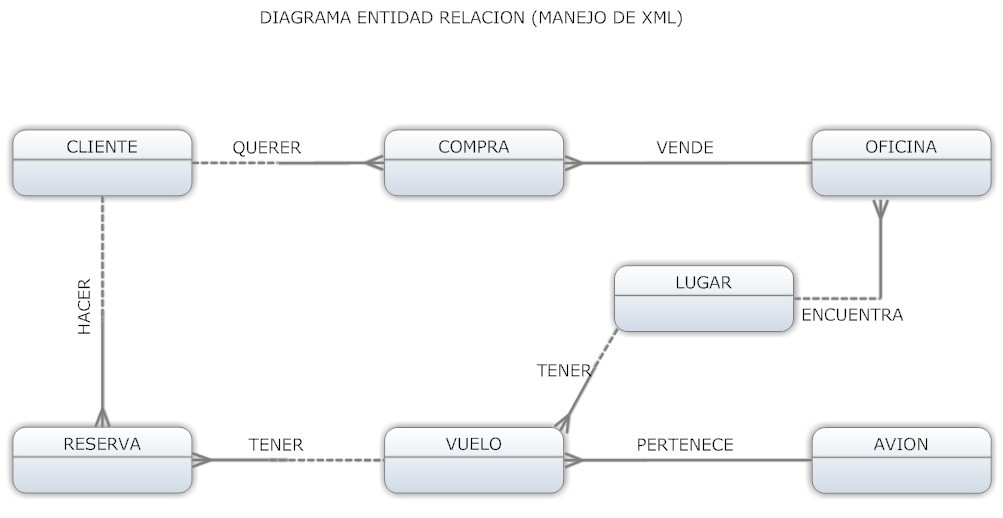 DIAGRAMA ENTIDAD RELACION (MANEJO DE XML)
CLIENTE
QUERER
COMPRA
VENDE
OFICINA
HACER
LUGAR
ENCUENTRA
TENER
RESERVA
TENER
VUELO
PERTENECE
AVION